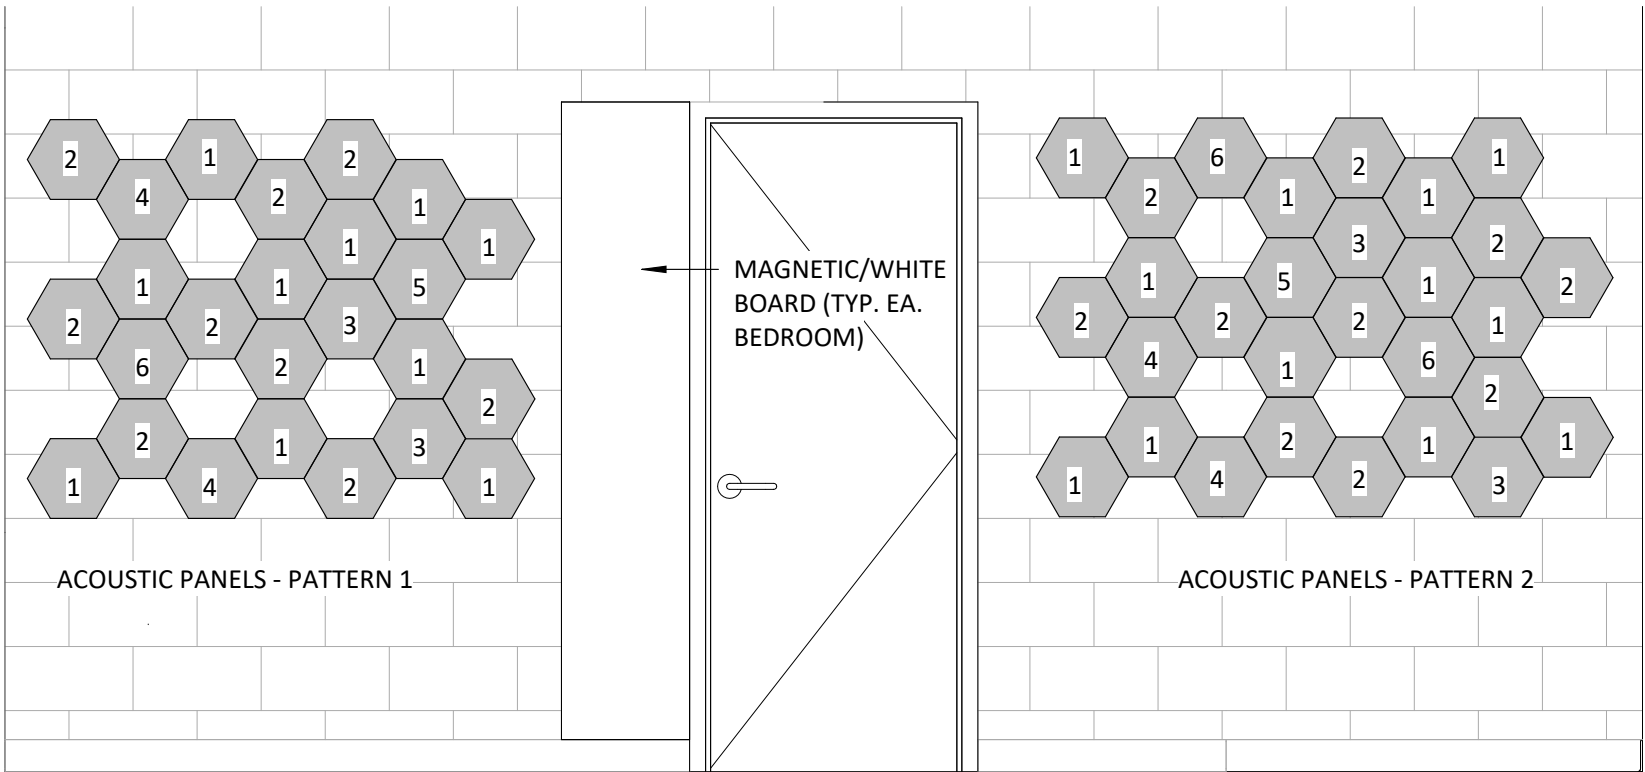 2 1 2
4 2 1
1 1
1 1 5
2 2 3
6 2 1
2
2 1 3
1 4 2 1
ACOUSTIC PANELS - PATTERN 1
MAGNETIC/WHITE
BOARD (TYP. EA.
BEDROOM)
1 6 2 1
2 1 1
3 2
1 5 1 2
2 2 2 1
4 1 6
2
1 2 1 1
1 4 2 3
ACOUSTIC PANELS - PATTERN 2